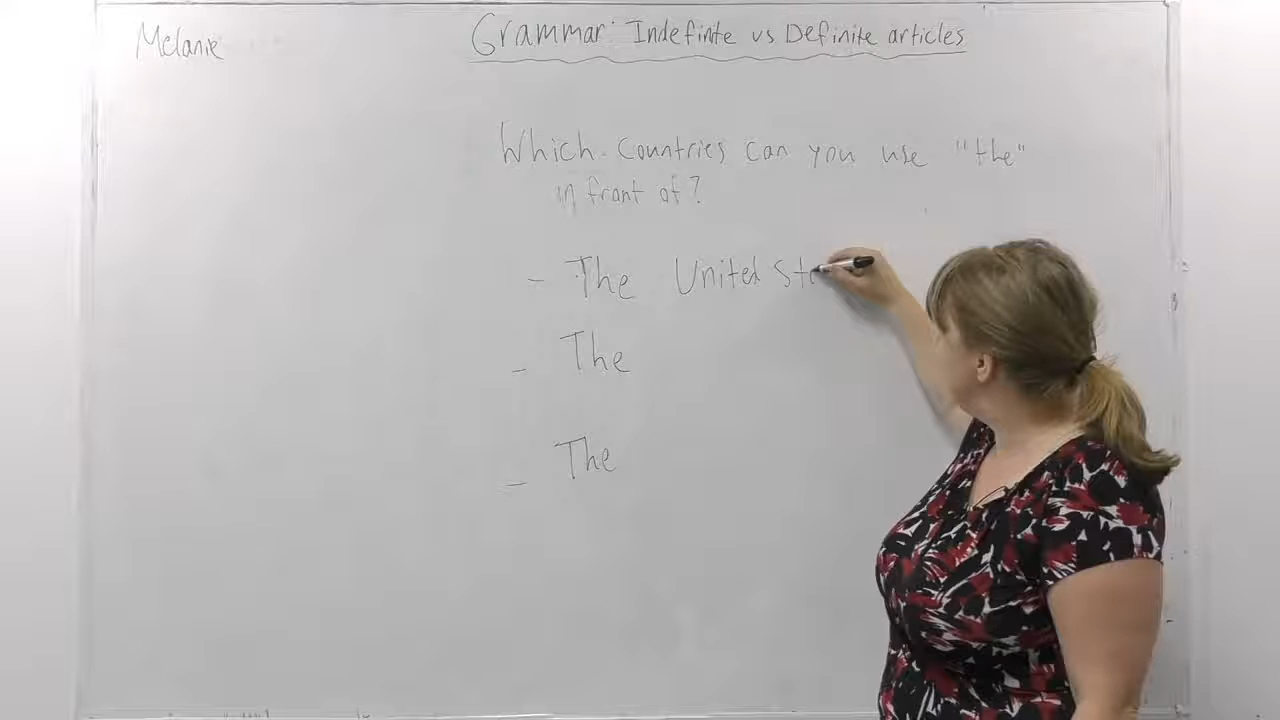 Melanie
Grammar: Indefinite vs Definite articles
Which countries can you use "the"
in front of?
- The United Sta
- The
- The